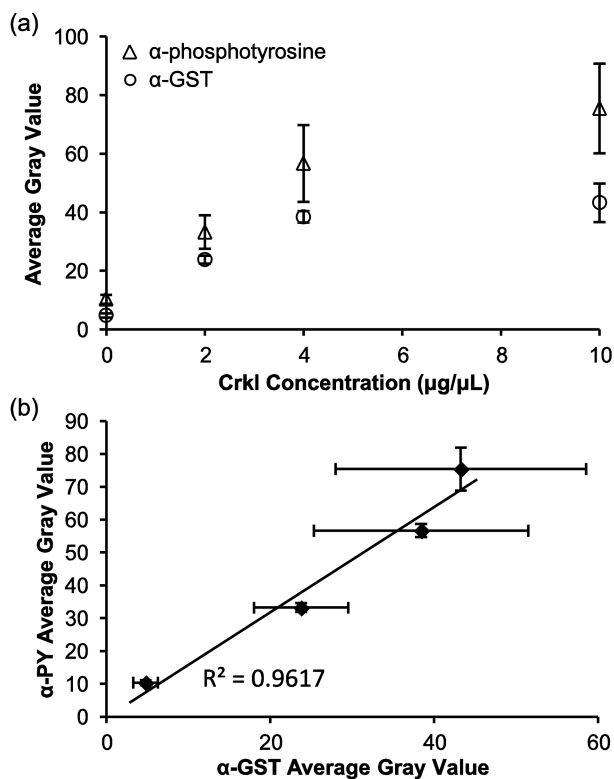 (a)
100
80
60
40
20
0
Average Gray Value
α-phosphotyrosine
α-GST
0 2 4 6 8 10
Crkl Concentration (µg/µL)
(b)
90
80
70
60
50
40
30
20
10
0
α-PY Average Gray Value
R² = 0.9617
0 20 40 60
α-GST Average Gray Value